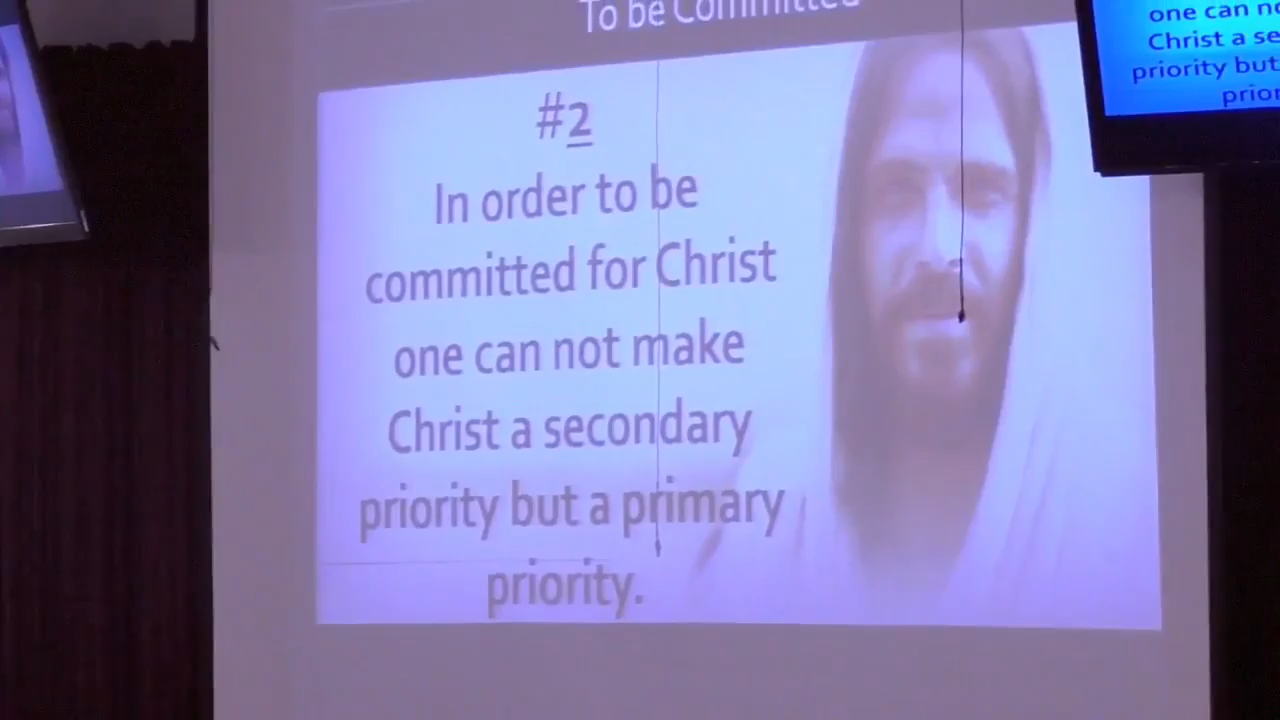 To be Committed
#2
In order to be
committed for Christ
one can not make
Christ a secondary
priority but a primary
priority.
one can no
Christ a se
priority but
prior